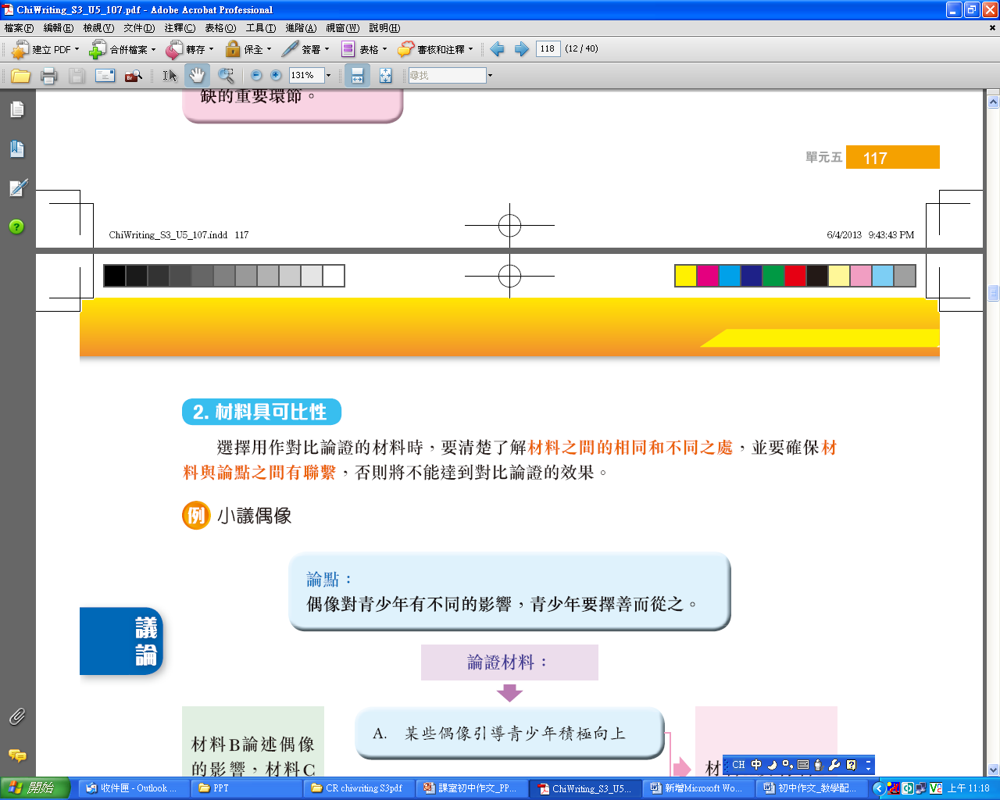 ChiWriting_S3_U5_107.pdf - Adobe Acrobat Professional
檔案(F) 編輯(E) 檢視(V) 文件(D) 注釋(C) 表格(O) 工具(T) 進階(A) 視窗(W) 說明(H)
建立 PDF 合併檔案 轉存 保全 簽署 表格 審核和注釋 118 (12 / 40)
131% 尋找
缺的重要環節。
單元五 117
ChiWriting_S3_U5_107.indd 117 6/4/2013 9:43:43 PM
2. 材料具可比性
選擇用作對比論證的材料時，要清楚了解材料之間的相同和不同之處，並要確保材
料與論點之間有聯繫，否則將不能達到對比論證的效果。
例 小議偶像
論點：
偶像對青少年有不同的影響，青少年要擇善而從之。
議
論
論證材料：
A. 某些偶像引導青少年積極向上
材料B論述偶像
的影響，材料C
材
CH 中
開始 收件匣 - Outlook ... PPT CR chiwriting S3pdf 課室初中作文_PP... ChiWriting_S3_U5... 新增Microsoft Wo... 初中作文_教學配... 上午 11:18